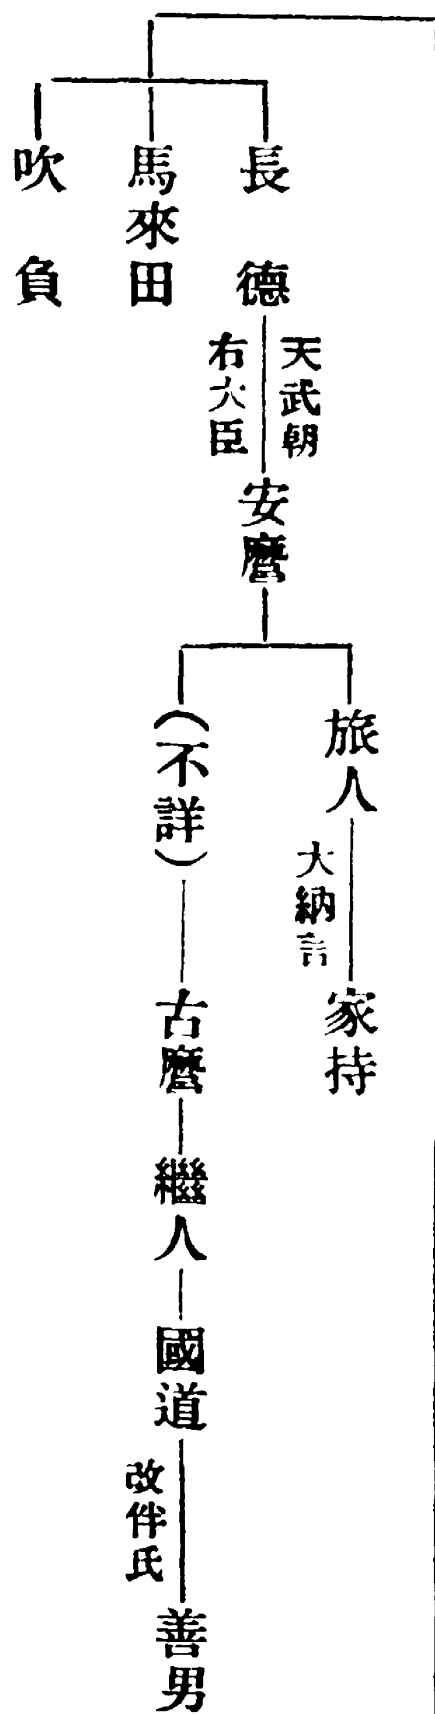 長德
天武朝
右大臣
安麿
旅人
大納言
家持
(不詳)
古麿
繼人
國道
改伴氏
善男
馬來田
吹負